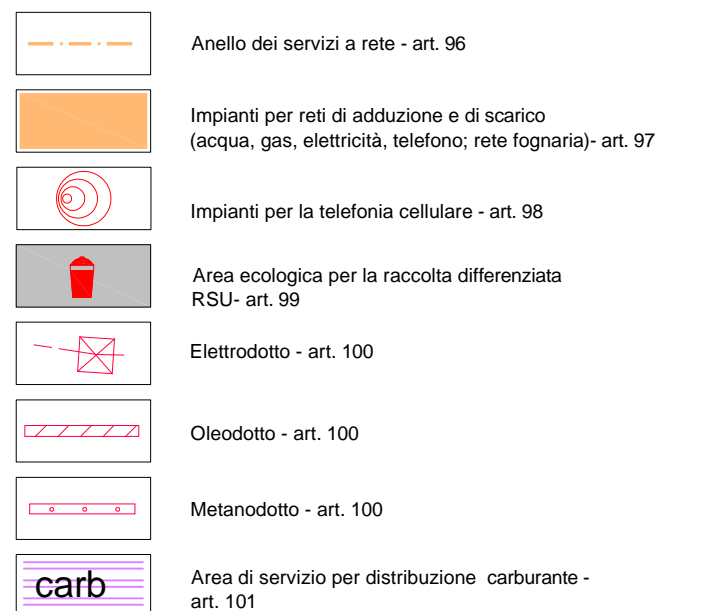 Anello dei servizi a rete - art. 96
Impianti per reti di adduzione e di scarico
(acqua, gas, elettricità, telefono; rete fognaria)- art. 97
Impianti per la telefonia cellulare - art. 98
Area ecologica per la raccolta differenziata
RSU- art. 99
Elettrodotto - art. 100
Oleodotto - art. 100
Metanodotto - art. 100
carb
Area di servizio per distribuzione carburante -
art. 101